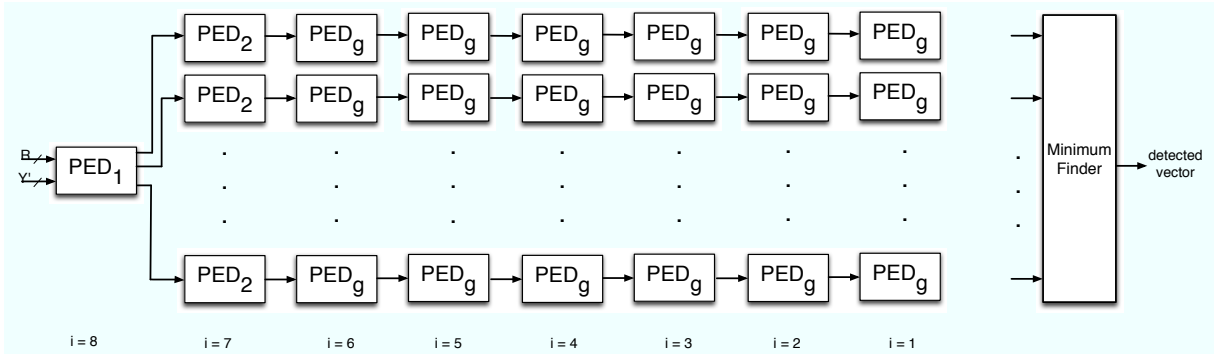 PED2 PEDg PEDg PEDg PEDg PEDg PEDg
PED2 PEDg PEDg PEDg PEDg PEDg PEDg
R
Y'
PED1
Minimum
Finder
detected
vector
PED2 PEDg PEDg PEDg PEDg PEDg PEDg
i = 8 i = 7 i = 6 i = 5 i = 4 i = 3 i = 2 i = 1